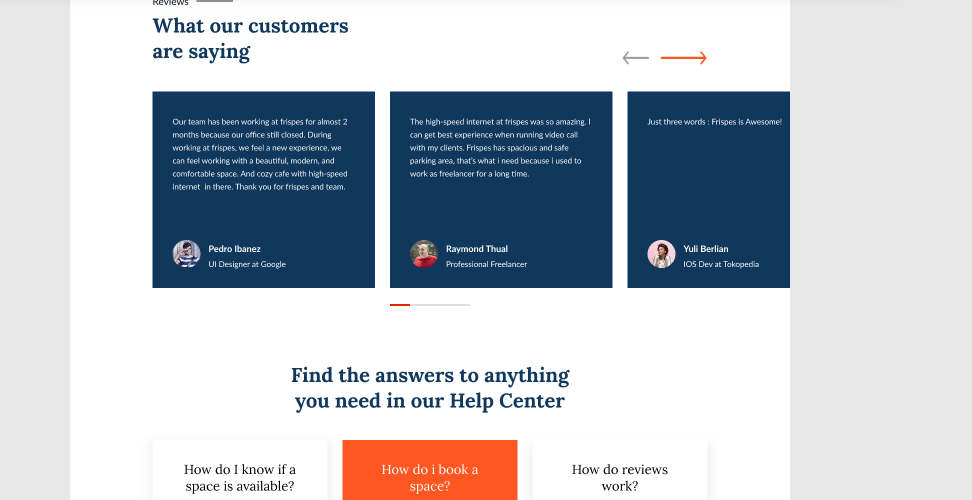 Reviews
What our customers
are saying
Our team has been working at frispes for almost 2
months because our office still closed. During
working at frispes, we feel a new experience, we
can feel working with a beautiful, modern, and
comfortable space. And cozy cafe with high-speed
internet in there. Thank you for frispes and team.
Pedro Ibanez
UI Designer at Google
The high-speed internet at frispes was so amazing, I
can get best experience when running video call
with my clients. Frispes has spacious and safe
parking area, that's what i need because i used to
work as freelancer for a long time.
Raymond Thual
Professional Freelancer
Just three words : Frispes is Awesome!
Yuli Berlian
IOS Dev at Tokopedia
Find the answers to anything
you need in our Help Center
How do I know if a
space is available?
How do i book a
space?
How do reviews
work?